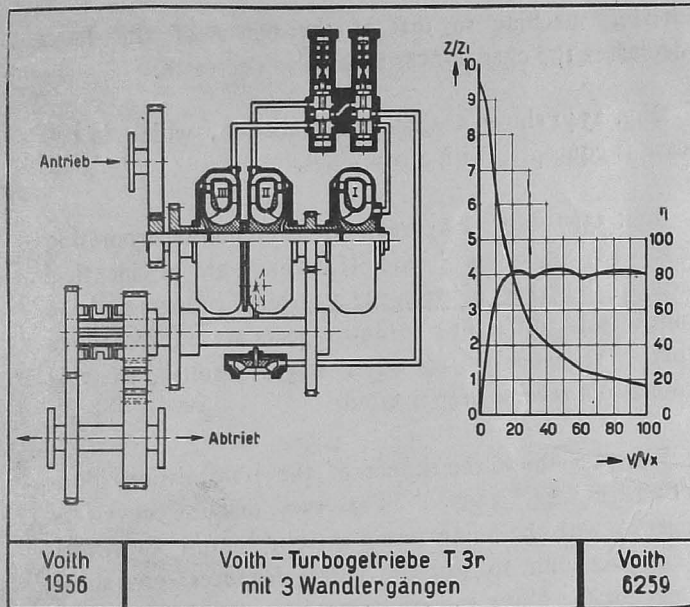 Antrieb
III
II
I
Abtrieb
Z/Z₁
10
9
8
7
6
5
4
3
2
1
0
η
100
80
60
40
20
0
0
20
40
60
80
100
V/Vx
Voith
1956
Voith - Turbogetriebe T 3r
mit 3 Wandlergängen
Voith
6259